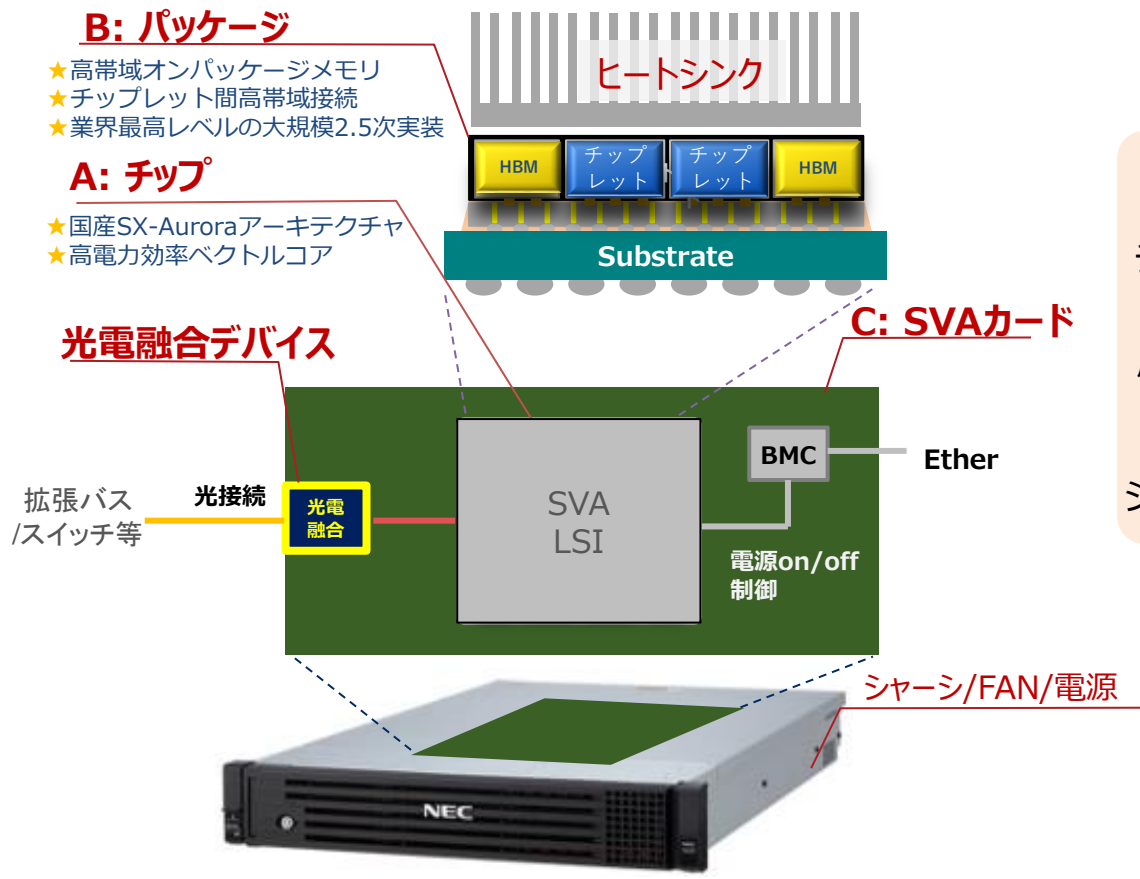 B: パッケージ
★高帯域オンパッケージメモリ
★チップレット間高帯域接続
★業界最高レベルの大規模2.5次実装
A: チップ
★国産SX-Auroraアーキテクチャ
★高電力効率ベクトルコア
ヒートシンク
HBM
チップ
レット
チップ
レット
HBM
Substrate
光電融合デバイス
C: SVAカード
拡張バス
/スイッチ等
光接続
光電
融合
SVA
LSI
BMC
Ether
電源on/off
制御
シャーシ/FAN/電源
NEC